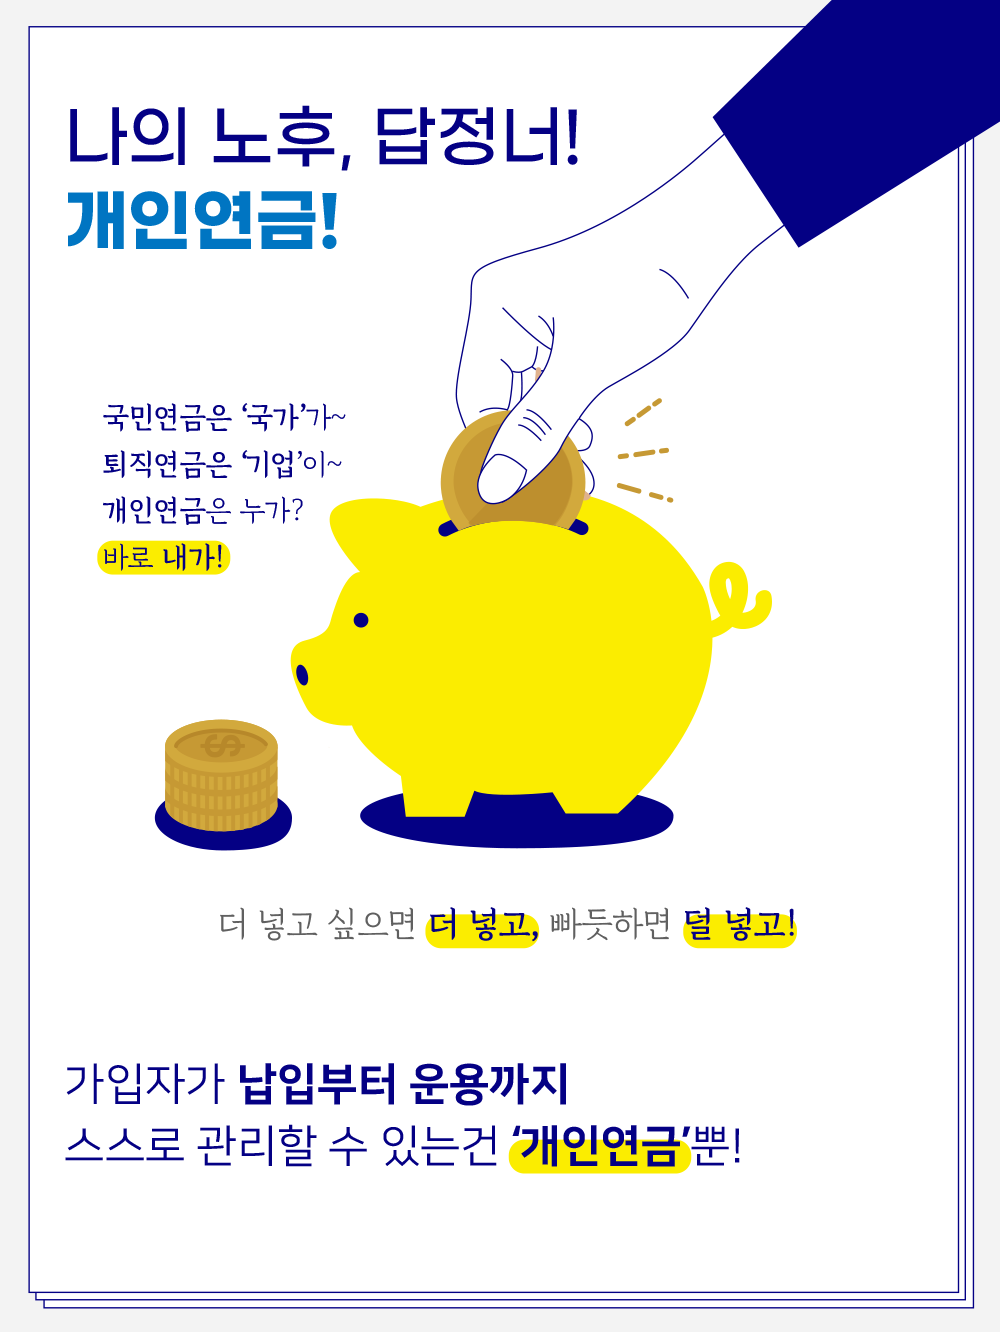 나의 노후, 답정너!
개인연금!
국민연금은 ‘국가’가~
퇴직연금은 ‘기업’이~
개인연금은 누가?
바로 내가!
더 넣고 싶으면 더 넣고, 빠듯하면 덜 넣고!
가입자가 납입부터 운용까지
스스로 관리할 수 있는건 ‘개인연금’뿐!